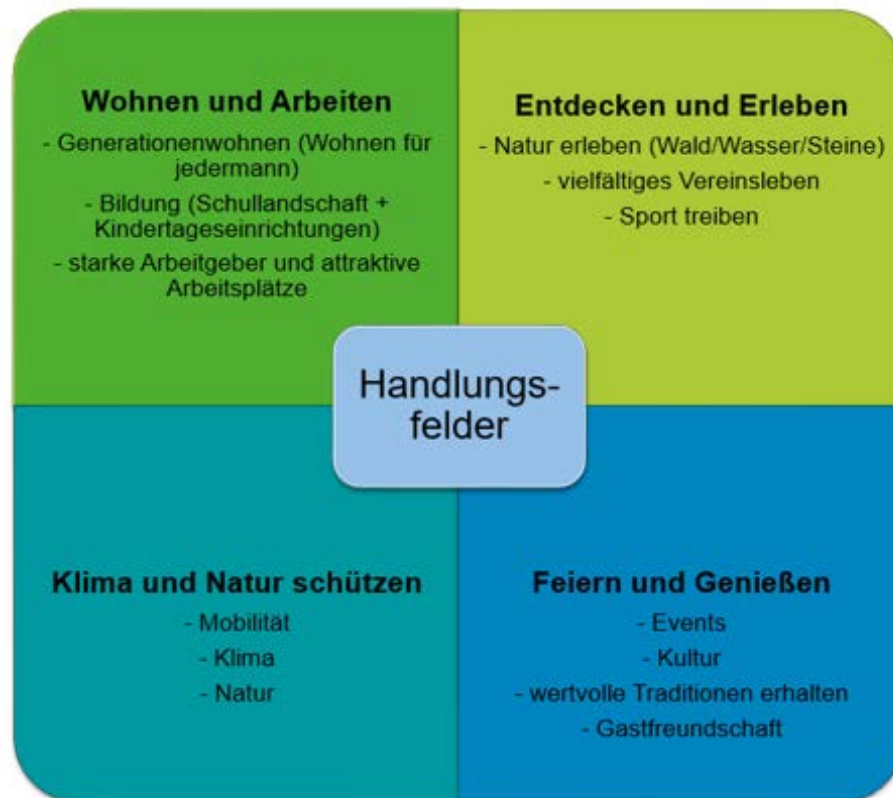 Wohnen und Arbeiten
- Generationenwohnen (Wohnen für
jedermann)
- Bildung (Schullandschaft +
Kindertageseinrichtungen)
- starke Arbeitgeber und attraktive
Arbeitsplätze
Entdecken und Erleben
- Natur erleben (Wald/Wasser/Steine)
- vielfältiges Vereinsleben
- Sport treiben
Handlungs-
felder
Klima und Natur schützen
- Mobilität
- Klima
- Natur
Feiern und Genießen
- Events
- Kultur
- wertvolle Traditionen erhalten
- Gastfreundschaft